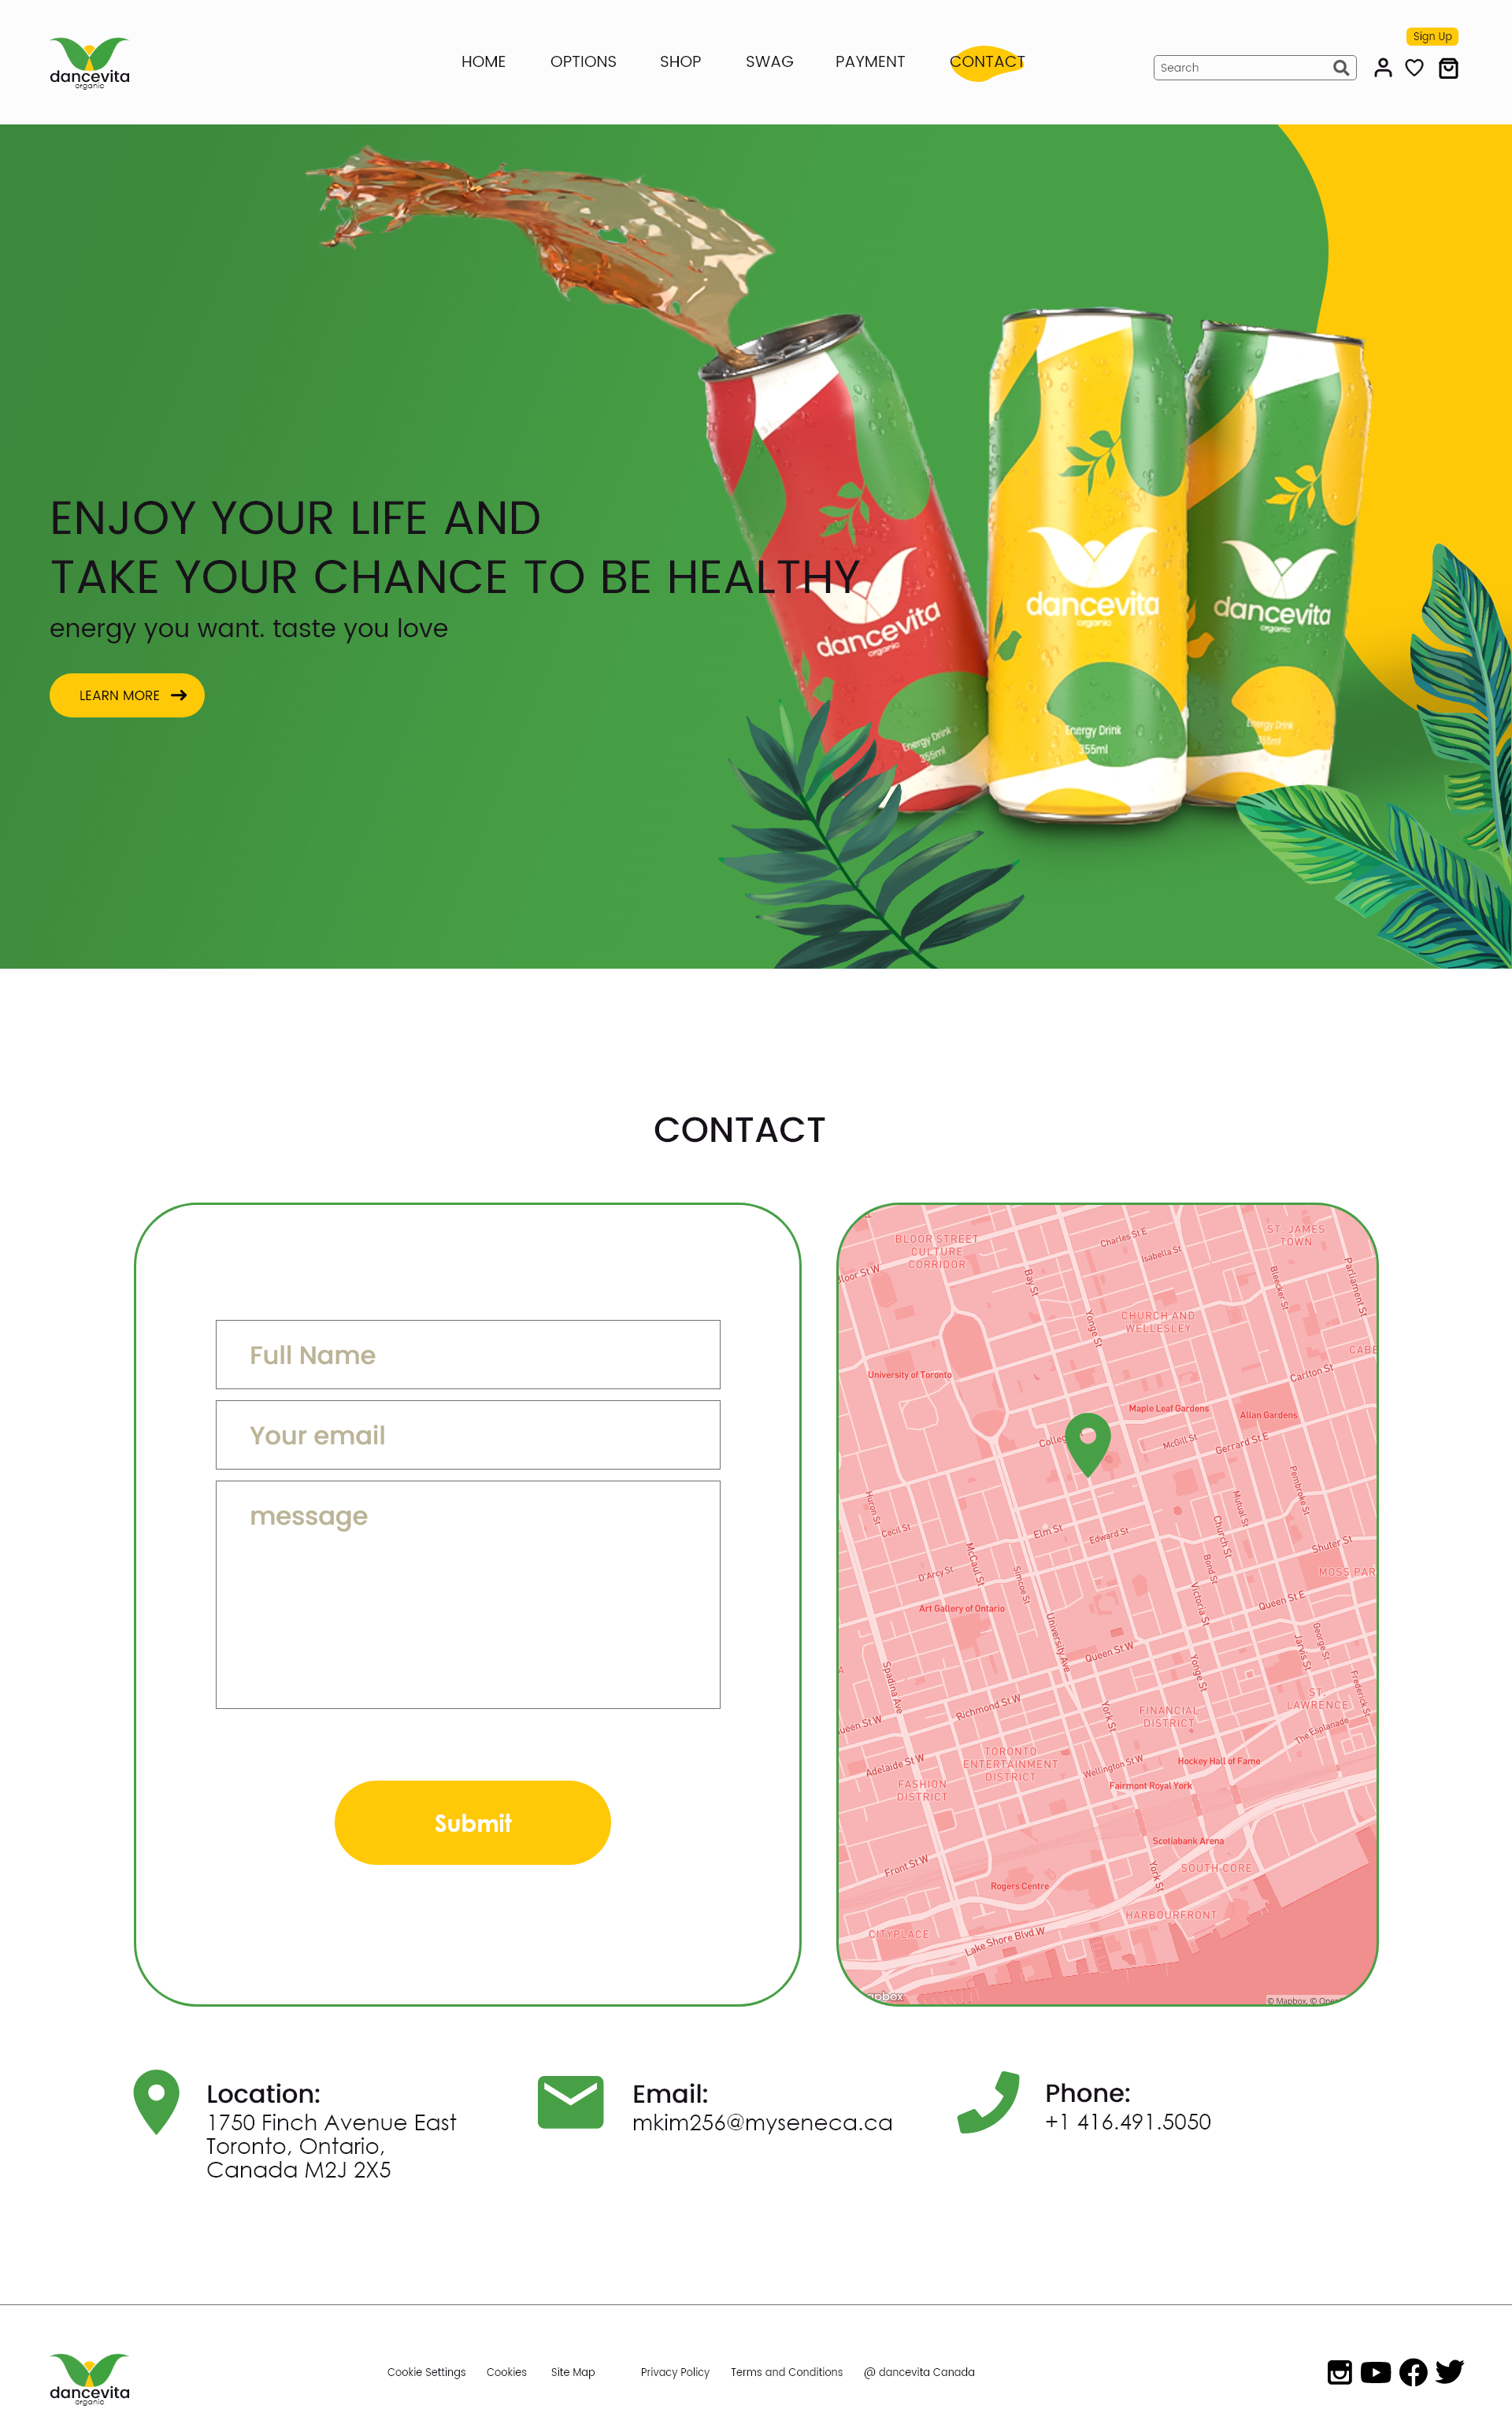 dancevita
organic
HOME
OPTIONS
SHOP
SWAG
PAYMENT
CONTACT
Sign Up
Search
ENJOY YOUR LIFE AND
TAKE YOUR CHANCE TO BE HEALTHY
energy you want. taste you love
LEARN MORE
dancevita
organic
Energy Drink
355ml
dancevita
organic
Energy Drink
355ml
dancevita
organic
Energy Drink
355ml
CONTACT
Full Name
Your email
message
Submit
BLOOR STREET
CULTURE
CORRIDOR
Charles St E
Isabella St
ST. JAMES
TOWN
Bloor St W
Bay St
Bleecker St
Parliament St
Yonge St
CHURCH AND
WELLESLEY
CABB
University of Toronto
Carlton St
Maple Leaf Gardens
Allan Gardens
McGill St
Gerrard St E
Huron St
Cecil St
Elm St
Edward St
Mutual St
Pembroke St
Church St
Shuter St
McCaul St
D'Arcy St
Simcoe St
Bond St
MOSS PAR
Art Gallery of Ontario
Victoria St
Queen St E
University Ave
Queen St W
George St
Jarvis St
Spadina Ave
Yonge St
Frederick St
Richmond St W
York St
FINANCIAL
DISTRICT
ST.
LAWRENCE
ueen St W
The Esplanade
TORONTO
ENTERTAINMENT
DISTRICT
Adelaide St W
Wellington St W
Hockey Hall of Fame
FASHION
DISTRICT
Fairmont Royal York
Scotiabank Arena
Front St W
York St
SOUTH CORE
Rogers Centre
HARBOURFRONT
CITYPLACE
Lake Shore Blvd W
apbox
© Mapbox, © Open
Location:
1750 Finch Avenue East
Toronto, Ontario,
Canada M2J 2X5
Email:
mkim256@myseneca.ca
Phone:
+1 416.491.5050
dancevita
organic
Cookie Settings
Cookies
Site Map
Privacy Policy
Terms and Conditions
@ dancevita Canada